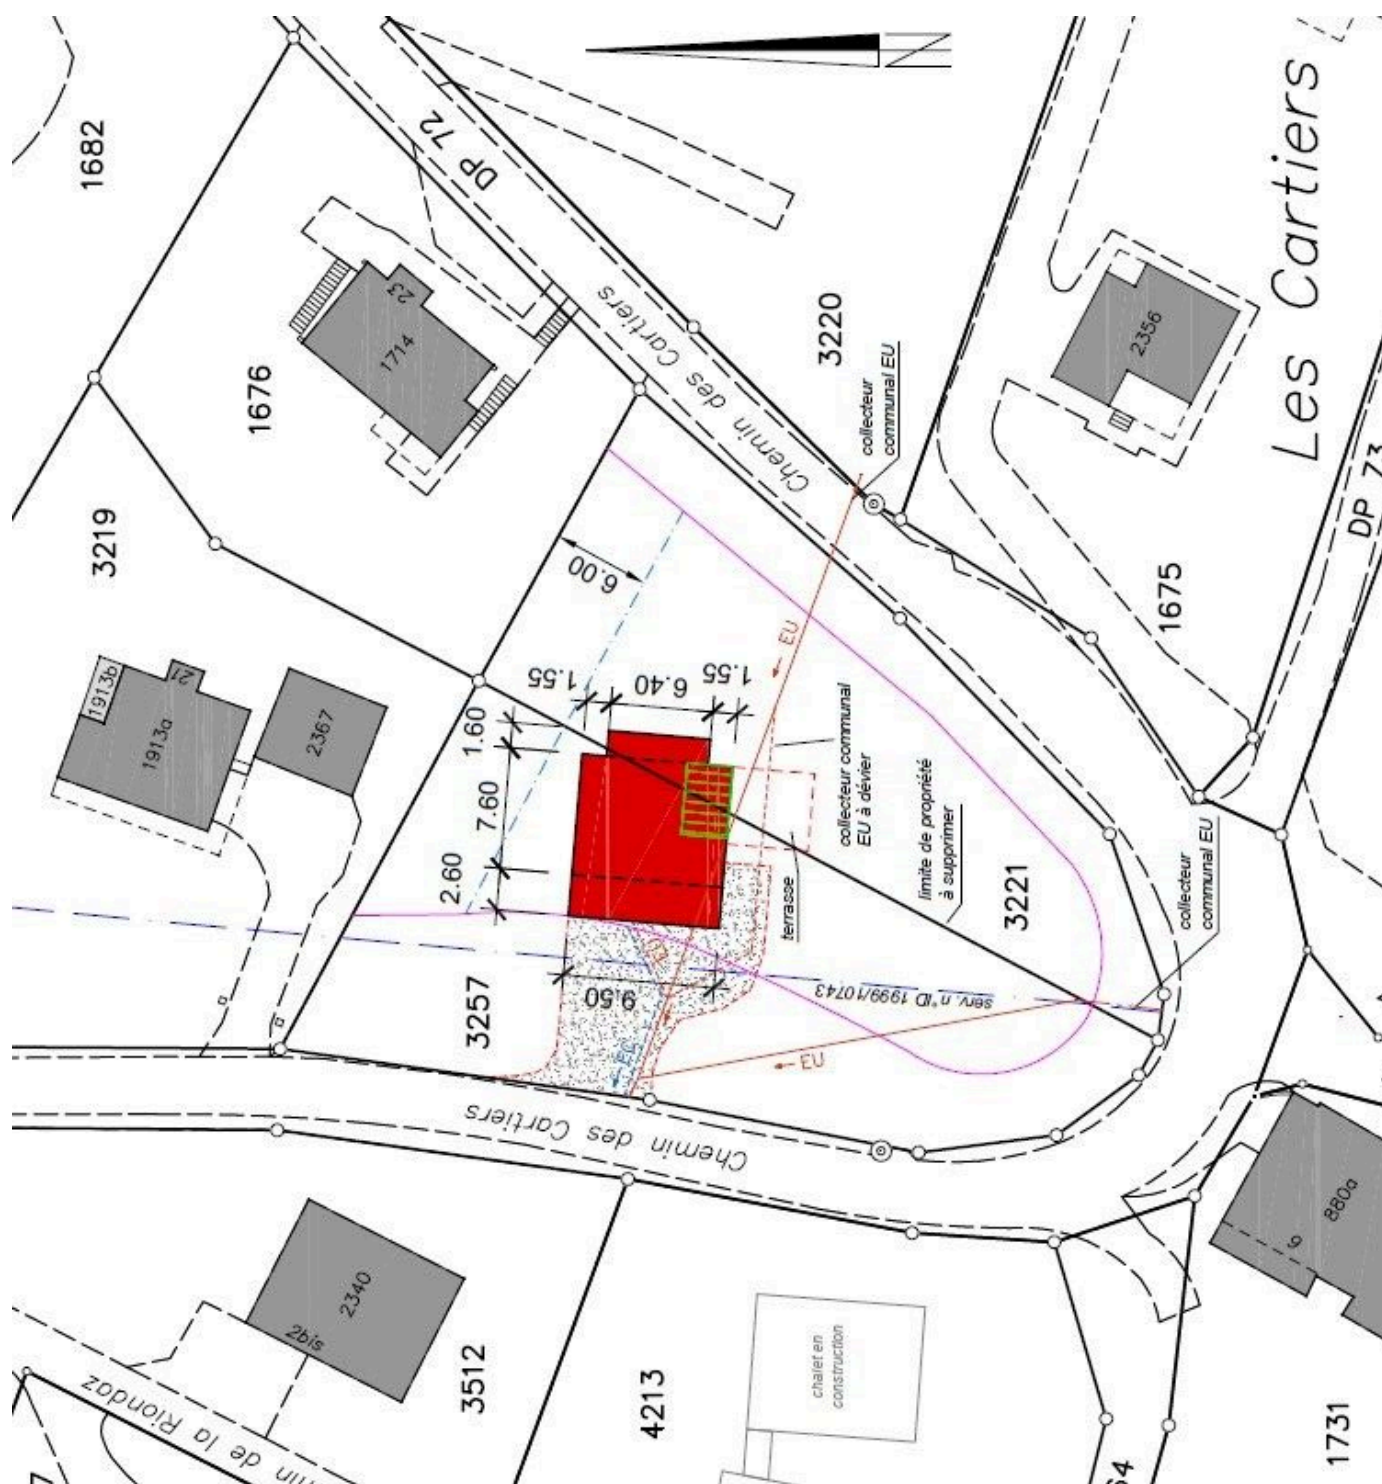 Les Cartiers
1682
DP 72
23
1714
1676
Chemin des Cartiers
3220
collecteur
communal EU
2356
DP 73
3219
6.00
1675
EU
1913b
21
1913a
2367
1.55
6.40
1.55
1.60
7.60
2.60
collecteur communal
EU à dévier
limite de propriété
à supprimer
terrasse
3221
collecteur
communal EU
3257
9.50
serv. n°ID 1999/10743
EC
EU
Chemin des Cartiers
880a
6
2340
2bis
3512
4213
chalet en
construction
min de la Riondaz
1731
64
7